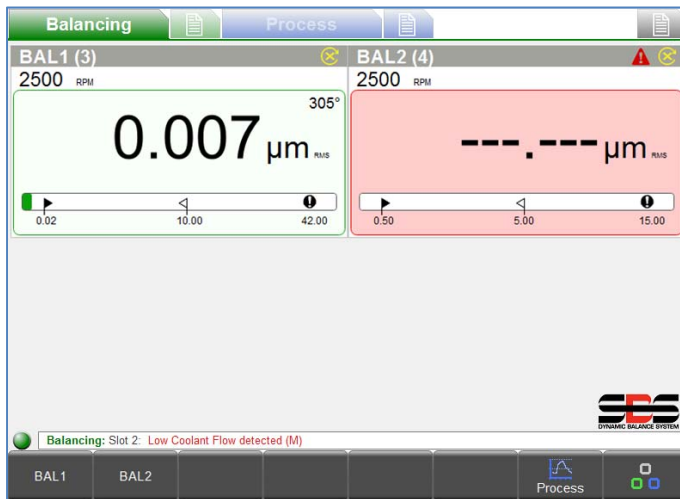 Balancing
Process
BAL1 (3)
BAL2 (4)
2500 RPM
2500 RPM
305°
0.007 µm RMS
---.--- µm RMS
0.02 10.00 42.00
0.50 5.00 15.00
SBS
DYNAMIC BALANCE SYSTEM
Balancing: Slot 2: Low Coolant Flow detected (M)
BAL1
BAL2
Process